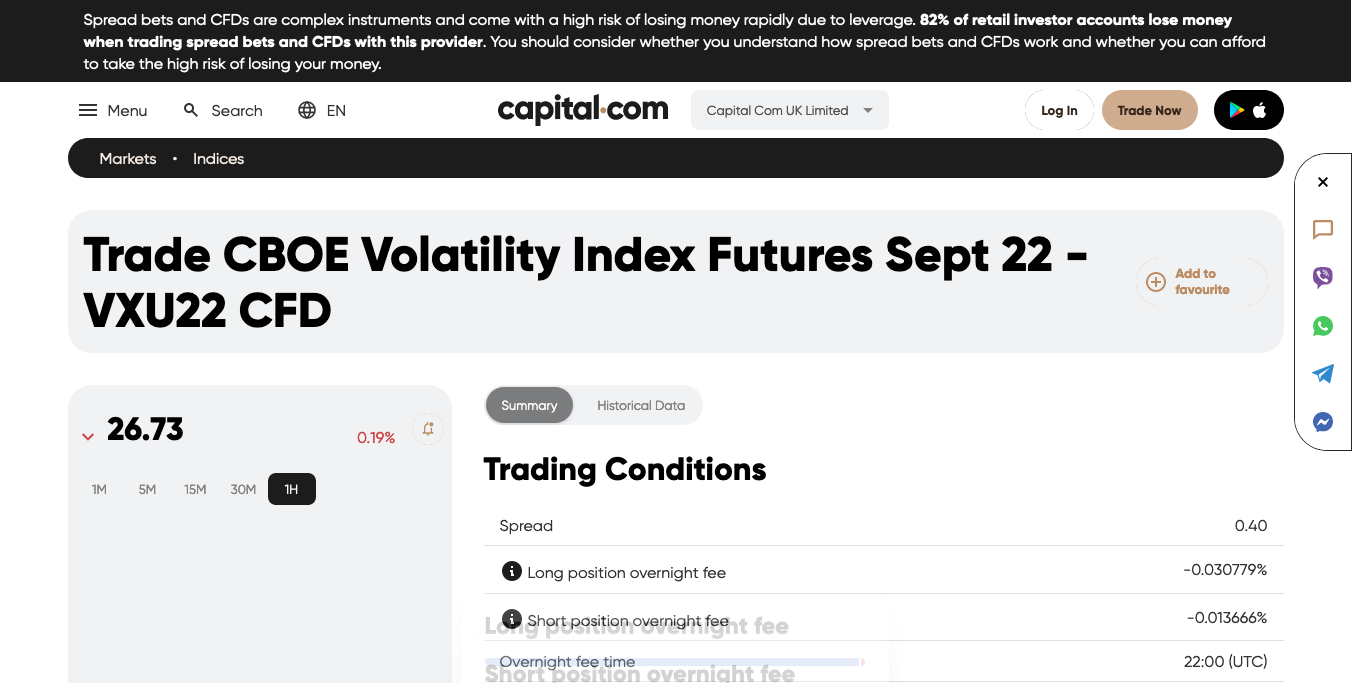 Spread bets and CFDs are complex instruments and come with a high risk of losing money rapidly due to leverage. 82% of retail investor accounts lose money
when trading spread bets and CFDs with this provider. You should consider whether you understand how spread bets and CFDs work and whether you can afford
to take the high risk of losing your money.
Menu Search EN capital.com Capital Com UK Limited Log In Trade Now
Markets • Indices
Trade CBOE Volatility Index Futures Sept 22 -
VXU22 CFD
Add to
favourite
26.73 0.19%
1M 5M 15M 30M 1H
Summary Historical Data
Trading Conditions
Spread 0.40
Long position overnight fee -0.030779%
Short position overnight fee -0.013666%
Long position overnight fee
Overnight fee time 22:00 (UTC)
Short position overnight fee